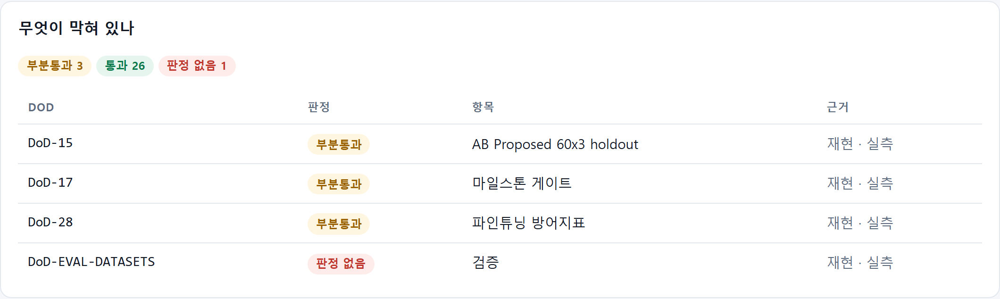 무엇이 막혀 있나
부분통과 3 통과 26 판정 없음 1
DOD 판정 항목 근거
DoD-15 부분통과 AB Proposed 60x3 holdout 재현 · 실측
DoD-17 부분통과 마일스톤 게이트 재현 · 실측
DoD-28 부분통과 파인튜닝 방어지표 재현 · 실측
DoD-EVAL-DATASETS 판정 없음 검증 재현 · 실측